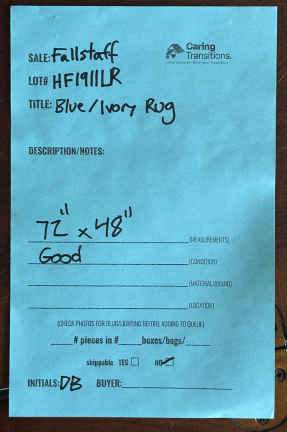 Caring
Transitions.
SALE: Fallstaff
LOT# HF1911LR
TITLE: Blue/Ivory Rug
DESCRIPTION/NOTES:
72" x 48" (MEASUREMENTS)
Good (CONDITION)
(MATERIAL/BRAND)
(LOCATION)
(CHECK PHOTOS FOR BLURS/LIGHTING BEFORE ADDING TO QUEUE)
# pieces in # boxes/bags/
shippable YES NO
INITIALS: DB BUYER: